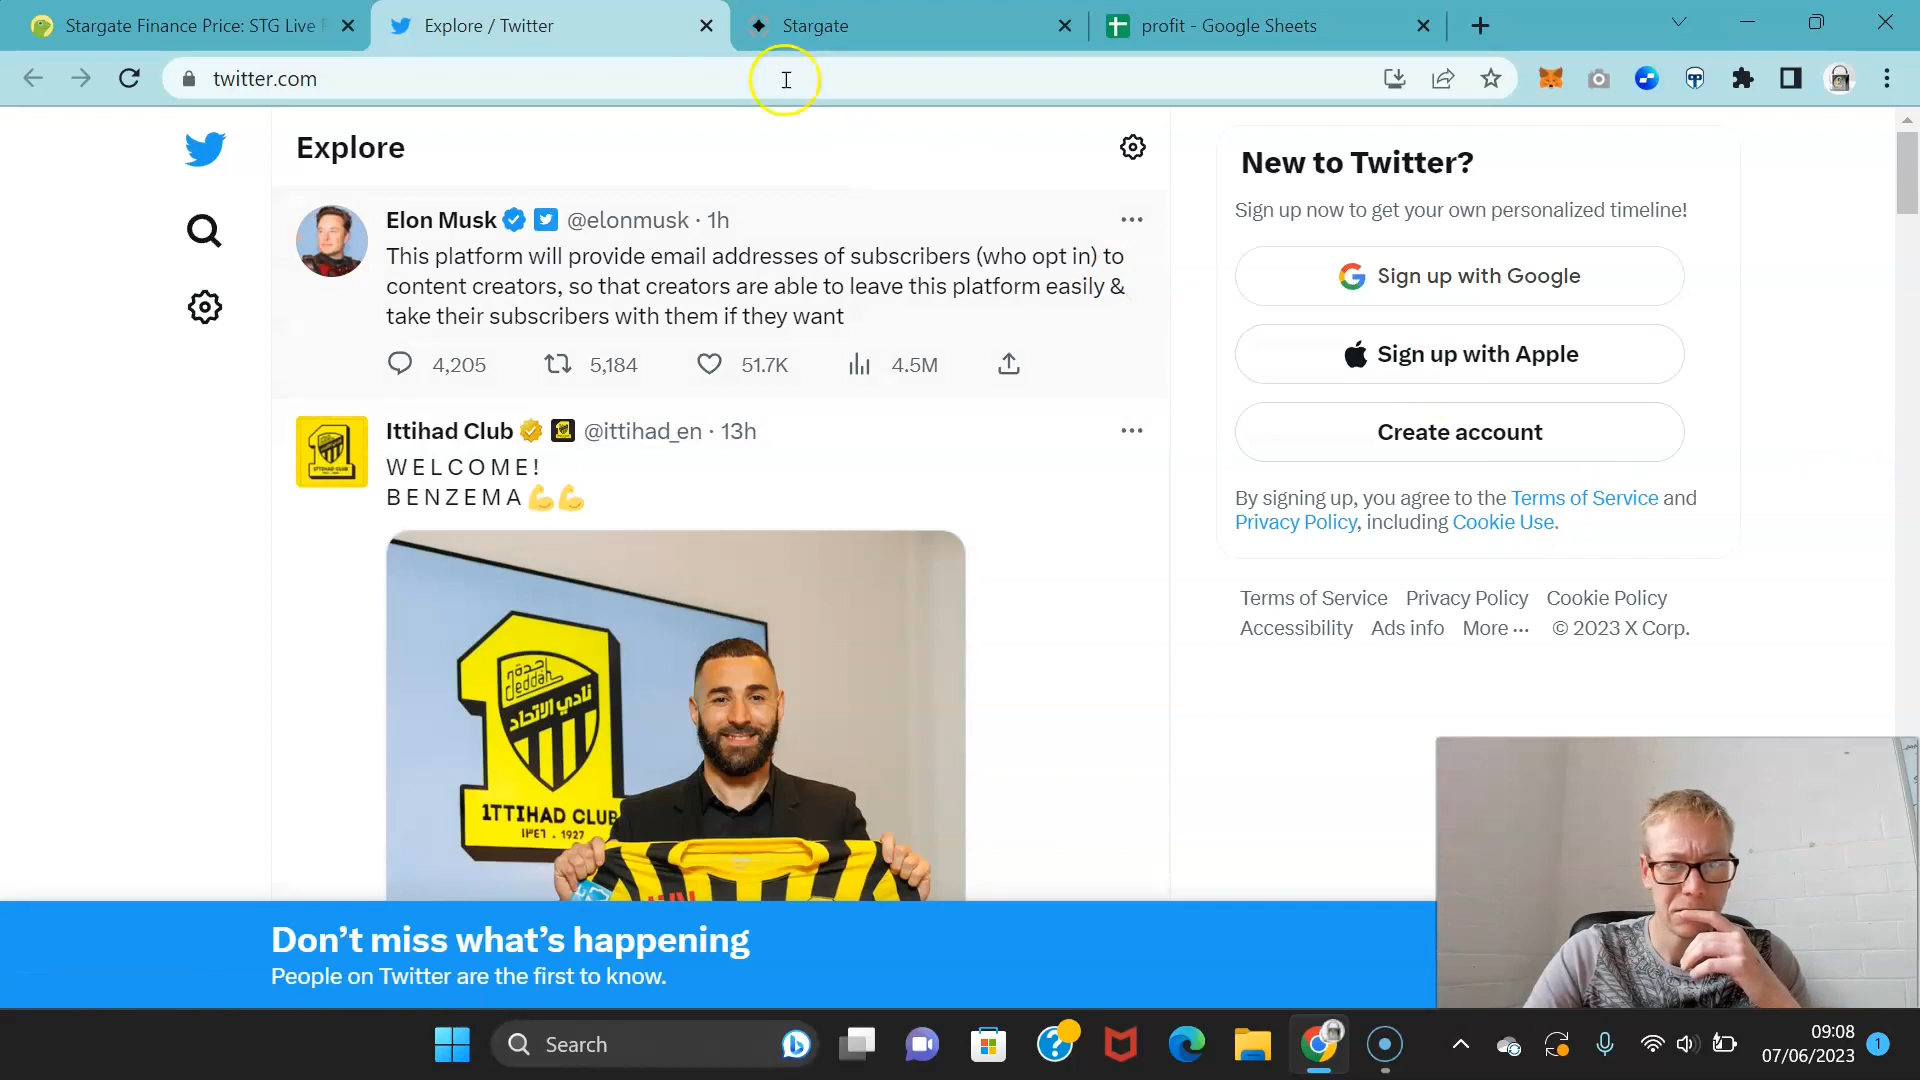 Stargate Finance Price: STG Live
Explore / Twitter
Stargate
profit - Google Sheets
twitter.com
Explore
Elon Musk @elonmusk · 1h
This platform will provide email addresses of subscribers (who opt in) to
content creators, so that creators are able to leave this platform easily &
take their subscribers with them if they want
4,205 5,184 51.7K 4.5M
Ittihad Club @ittihad_en · 13h
W E L C O M E !
B E N Z E M A 💪💪
جدة
Jeddah
نادي الاتحاد
1TTIHAD CLUB
١٣٤٦ . 1927
New to Twitter?
Sign up now to get your own personalized timeline!
Sign up with Google
Sign up with Apple
Create account
By signing up, you agree to the Terms of Service and
Privacy Policy, including Cookie Use.
Terms of Service Privacy Policy Cookie Policy
Accessibility Ads info More ··· © 2023 X Corp.
Don’t miss what’s happening
People on Twitter are the first to know.
Search
09:08
07/06/2023
1